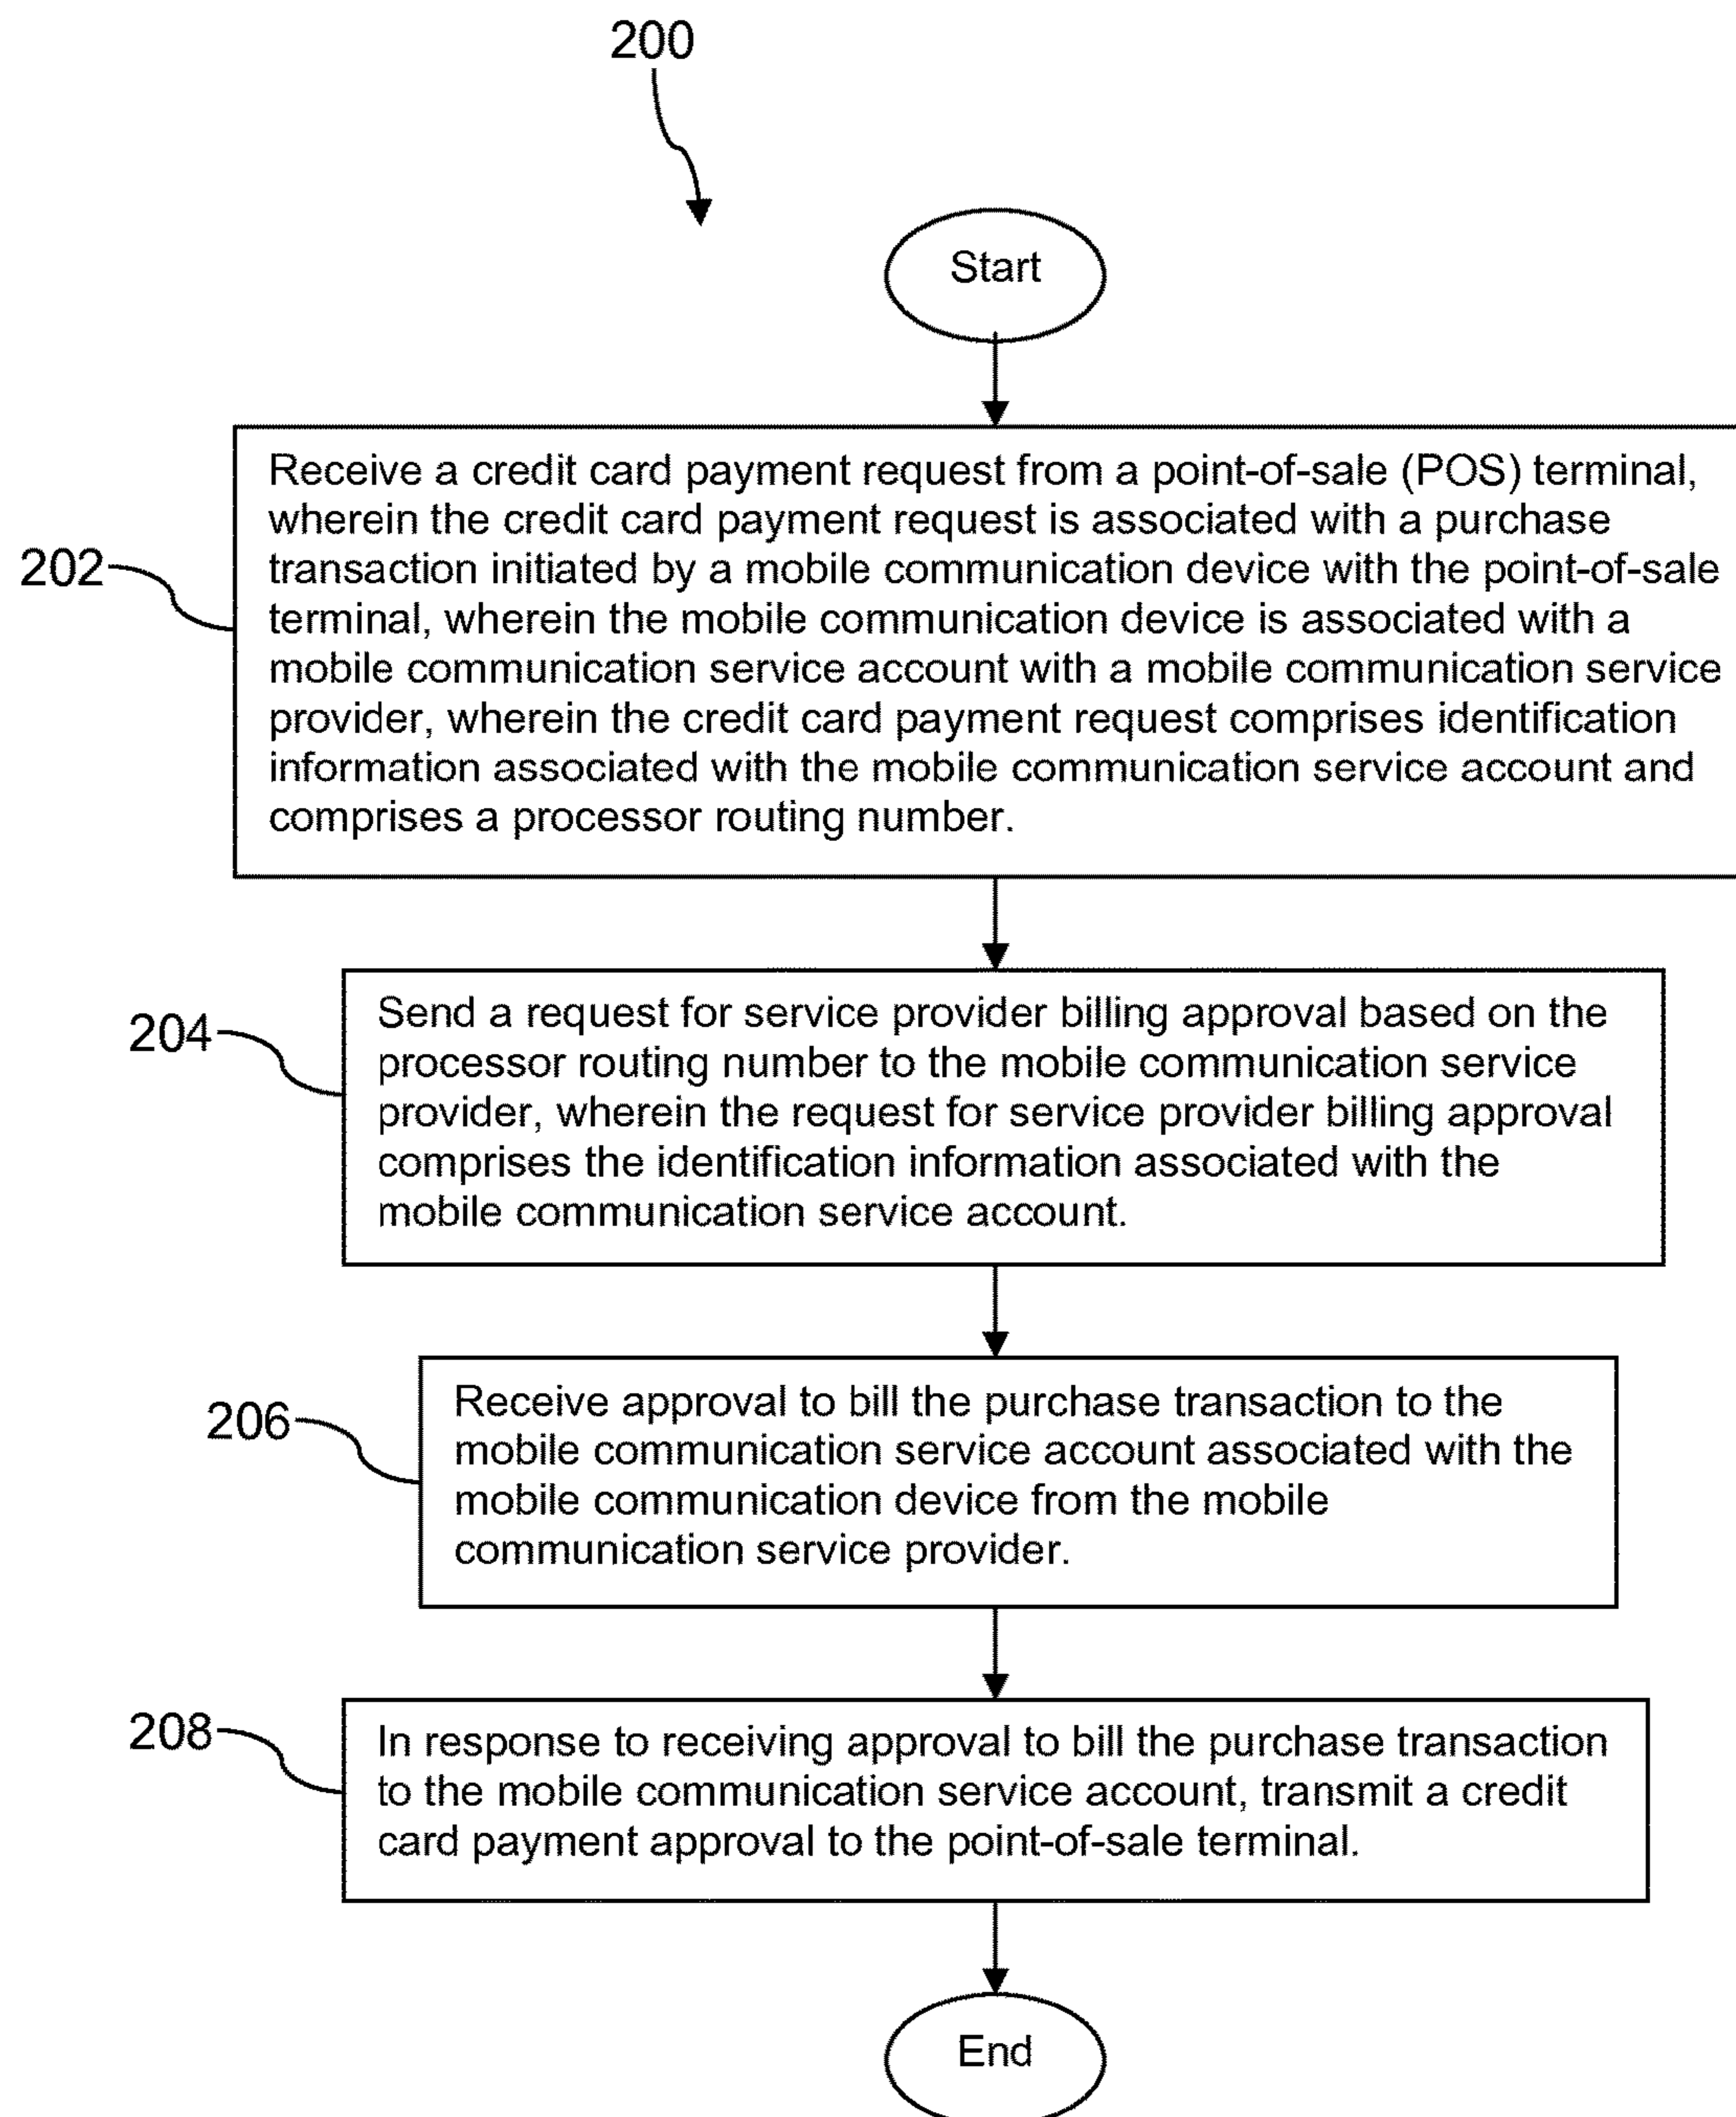 200
Start
202
Receive a credit card payment request from a point-of-sale (POS) terminal,
wherein the credit card payment request is associated with a purchase
transaction initiated by a mobile communication device with the point-of-sale
terminal, wherein the mobile communication device is associated with a
mobile communication service account with a mobile communication service
provider, wherein the credit card payment request comprises identification
information associated with the mobile communication service account and
comprises a processor routing number.
204
Send a request for service provider billing approval based on the
processor routing number to the mobile communication service
provider, wherein the request for service provider billing approval
comprises the identification information associated with the
mobile communication service account.
206
Receive approval to bill the purchase transaction to the
mobile communication service account associated with the
mobile communication device from the mobile
communication service provider.
208
In response to receiving approval to bill the purchase transaction
to the mobile communication service account, transmit a credit
card payment approval to the point-of-sale terminal.
End